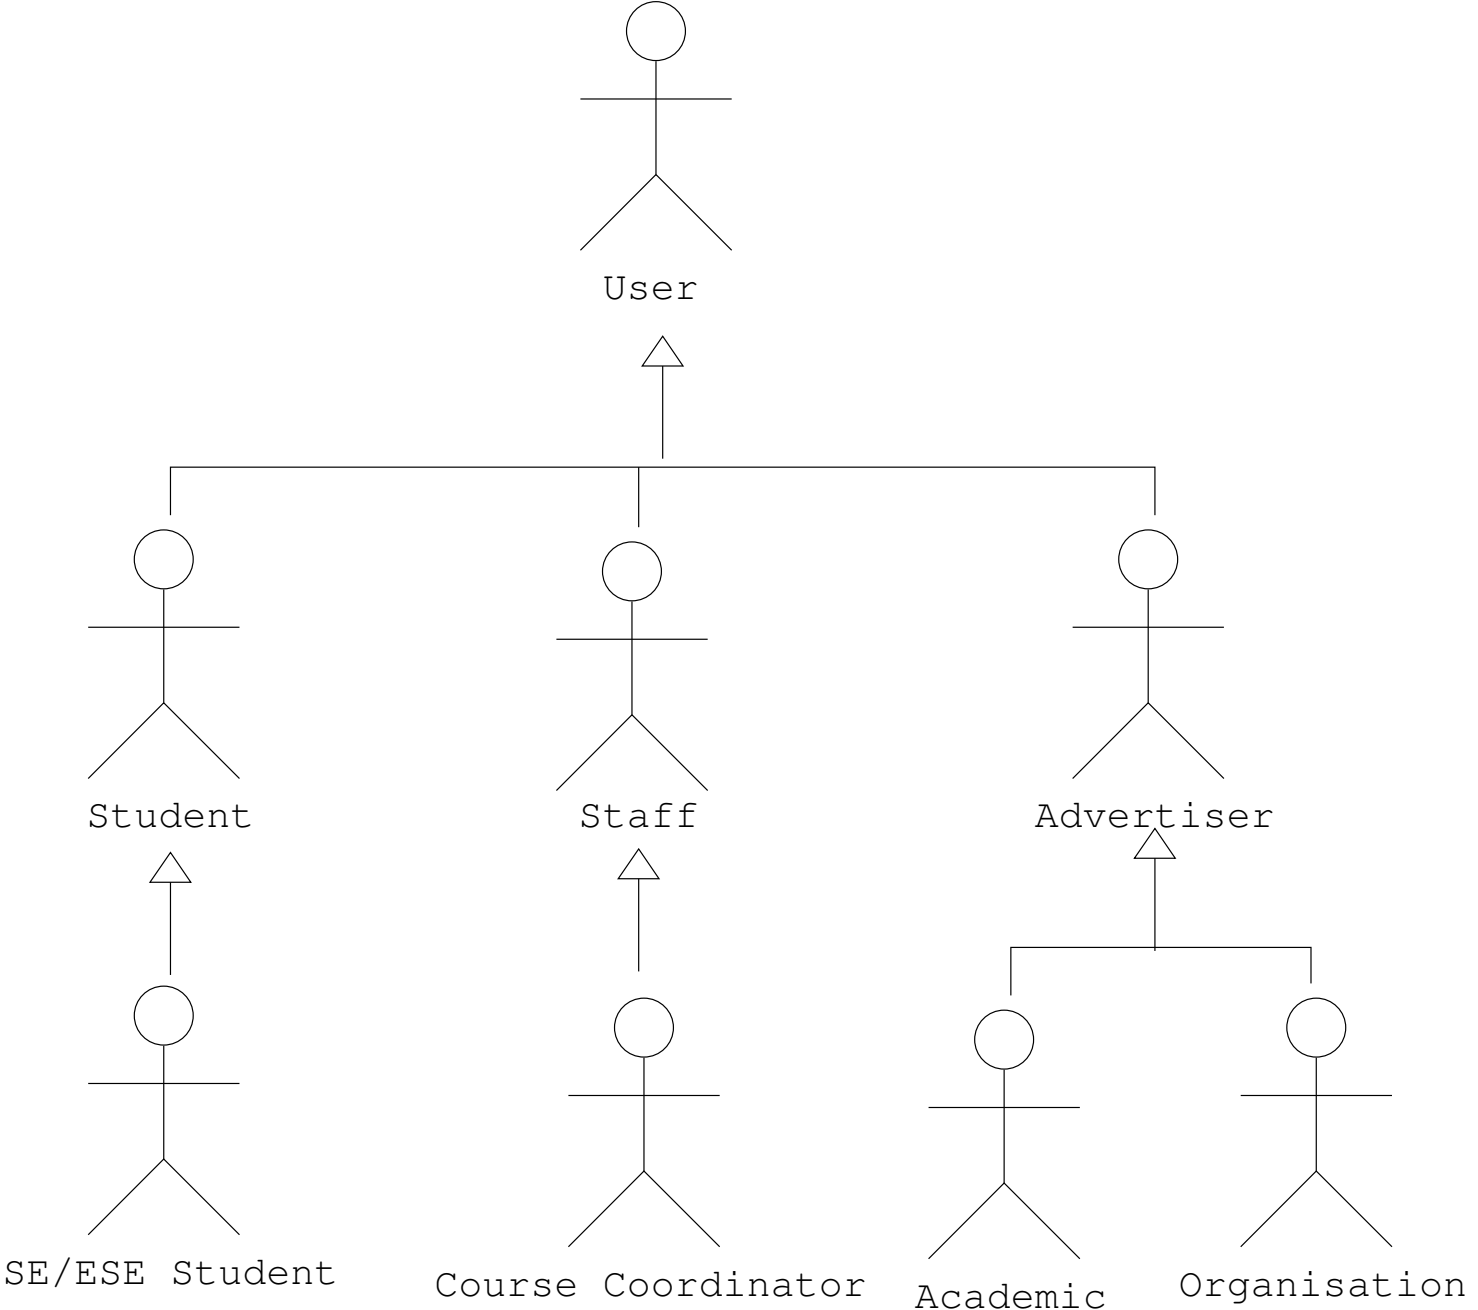 User
Student
Staff
Advertiser
SE/ESE Student
Course Coordinator
Academic
Organisation